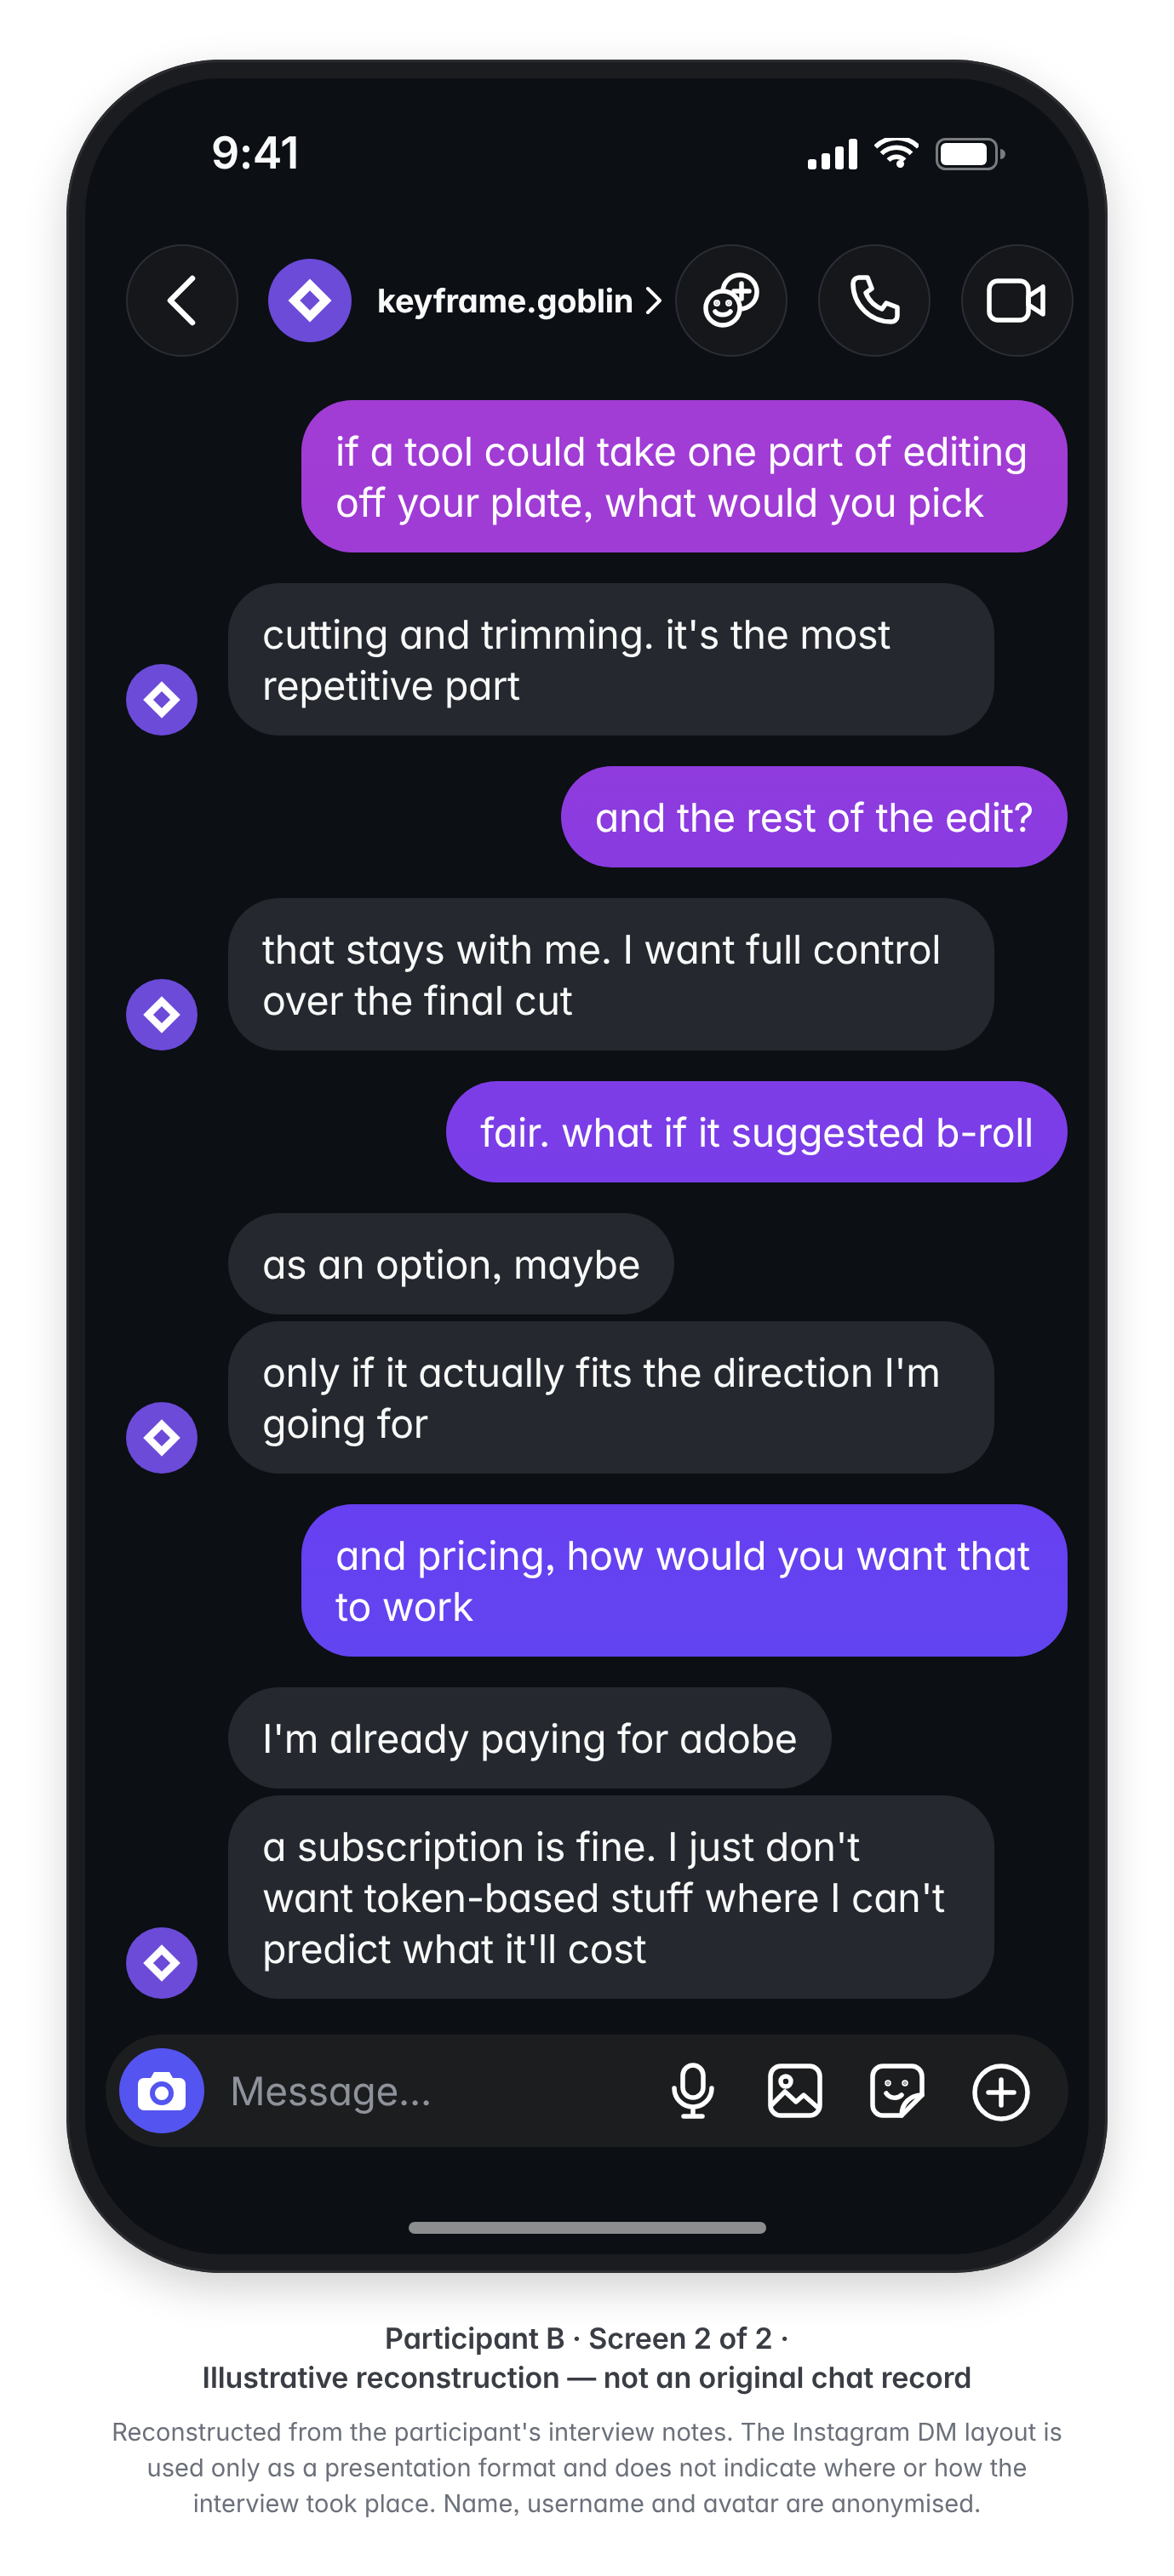 9:41
keyframe.goblin
if a tool could take one part of editing
off your plate, what would you pick
cutting and trimming. it's the most
repetitive part
and the rest of the edit?
that stays with me. I want full control
over the final cut
fair. what if it suggested b-roll
as an option, maybe
only if it actually fits the direction I'm
going for
and pricing, how would you want that
to work
I'm already paying for adobe
a subscription is fine. I just don't
want token-based stuff where I can't
predict what it'll cost
Message...
Participant B · Screen 2 of 2 ·
Illustrative reconstruction — not an original chat record
Reconstructed from the participant's interview notes. The Instagram DM layout is
used only as a presentation format and does not indicate where or how the
interview took place. Name, username and avatar are anonymised.